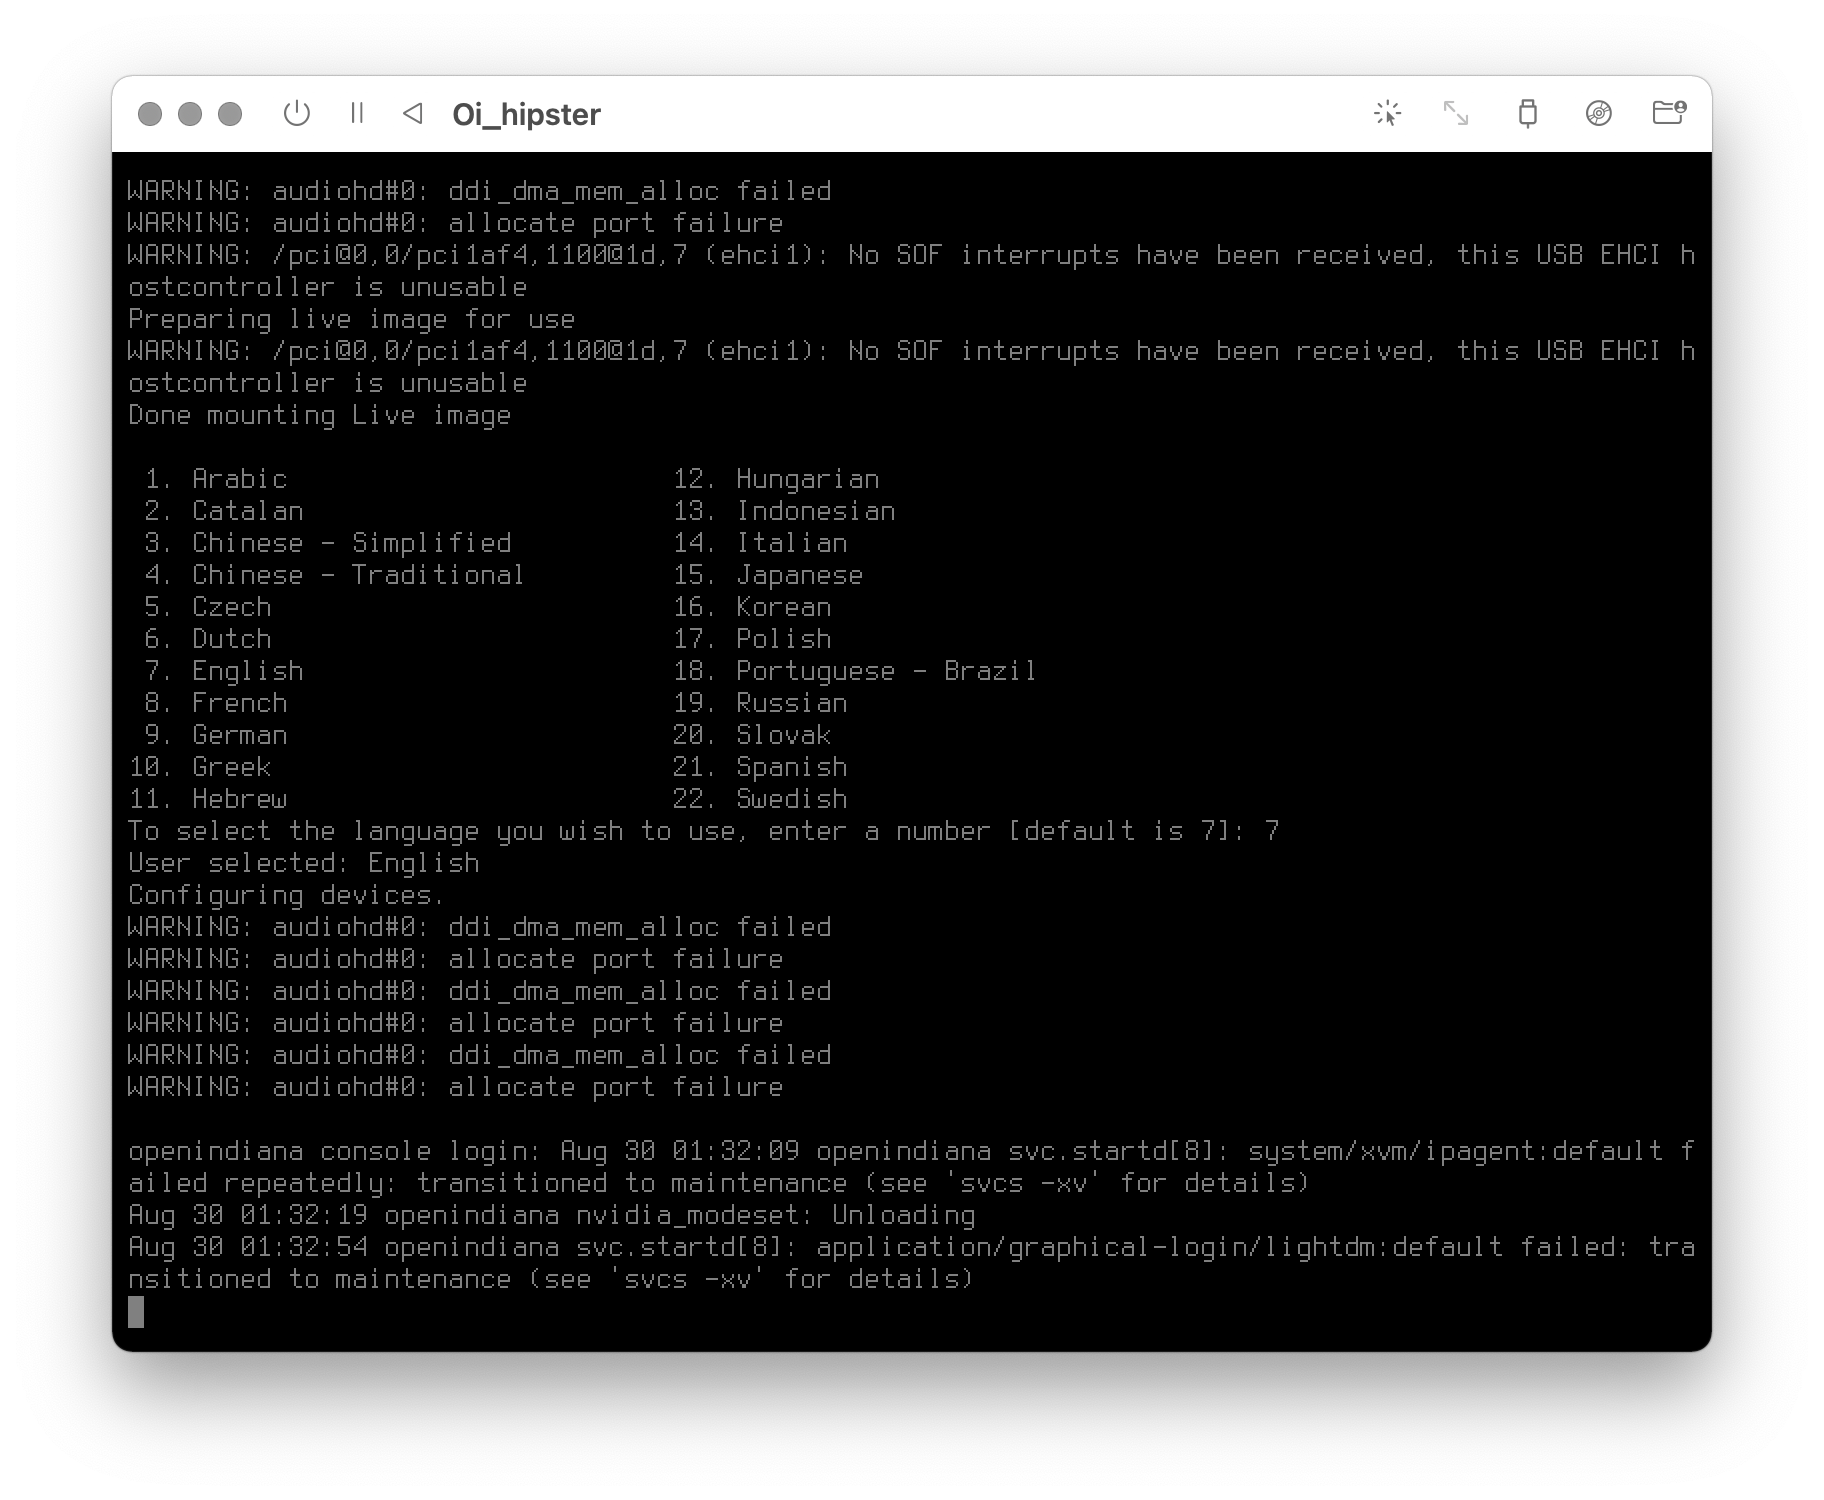 Oi_hipster
WARNING: audiohd#0: ddi_dma_mem_alloc failed
WARNING: audiohd#0: allocate port failure
WARNING: /pci@0,0/pci1af4,1100@1d,7 (ehci1): No SOF interrupts have been received, this USB EHCI h
ostcontroller is unusable
Preparing live image for use
WARNING: /pci@0,0/pci1af4,1100@1d,7 (ehci1): No SOF interrupts have been received, this USB EHCI h
ostcontroller is unusable
Done mounting Live image
1. Arabic 12. Hungarian
2. Catalan 13. Indonesian
3. Chinese - Simplified 14. Italian
4. Chinese - Traditional 15. Japanese
5. Czech 16. Korean
6. Dutch 17. Polish
7. English 18. Portuguese - Brazil
8. French 19. Russian
9. German 20. Slovak
10. Greek 21. Spanish
11. Hebrew 22. Swedish
To select the language you wish to use, enter a number [default is 7]: 7
User selected: English
Configuring devices.
WARNING: audiohd#0: ddi_dma_mem_alloc failed
WARNING: audiohd#0: allocate port failure
WARNING: audiohd#0: ddi_dma_mem_alloc failed
WARNING: audiohd#0: allocate port failure
WARNING: audiohd#0: ddi_dma_mem_alloc failed
WARNING: audiohd#0: allocate port failure
openindiana console login: Aug 30 01:32:09 openindiana svc.startd[8]: system/xvm/ipagent:default f
ailed repeatedly: transitioned to maintenance (see 'svcs -xv' for details)
Aug 30 01:32:19 openindiana nvidia_modeset: Unloading
Aug 30 01:32:54 openindiana svc.startd[8]: application/graphical-login/lightdm:default failed: tra
nsitioned to maintenance (see 'svcs -xv' for details)